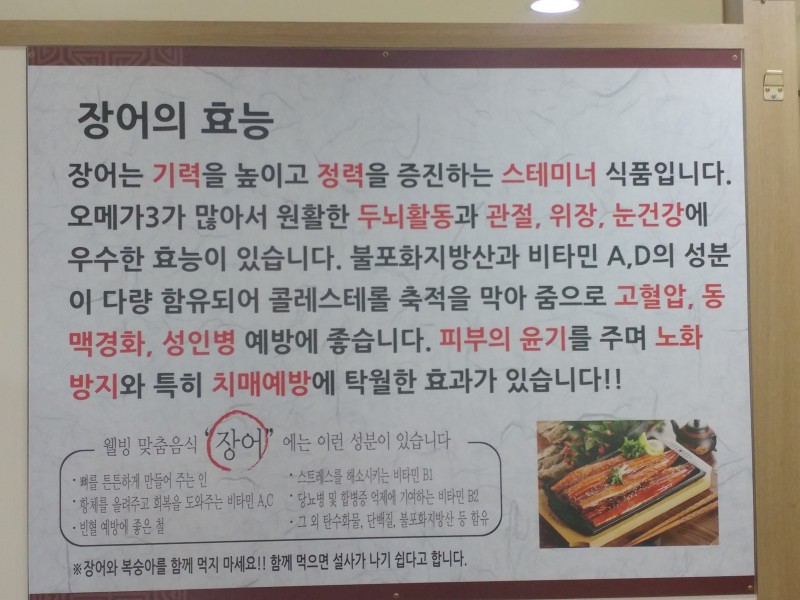 장어의 효능
장어는 기력을 높이고 정력을 증진하는 스테미너 식품입니다.
오메가3가 많아서 원활한 두뇌활동과 관절, 위장, 눈건강에
우수한 효능이 있습니다. 불포화지방산과 비타민 A,D의 성분
이 다량 함유되어 콜레스테롤 축적을 막아 줌으로 고혈압, 동
맥경화, 성인병 예방에 좋습니다. 피부의 윤기를 주며 노화
방지와 특히 치매예방에 탁월한 효과가 있습니다!!
웰빙 맞춤음식 "장어" 에는 이런 성분이 있습니다
· 뼈를 튼튼하게 만들어 주는 인
· 항체를 올려주고 회복을 도와주는 비타민 A,C
· 빈혈 예방에 좋은 철
· 스트레스를 해소시키는 비타민 B1
· 당뇨병 및 합병증 억제에 기여하는 비타민 B2
· 그 외 탄수화물, 단백질, 불포화지방산 등 함유
※장어와 복숭아를 함께 먹지 마세요!! 함께 먹으면 설사가 나기 쉽다고 합니다.